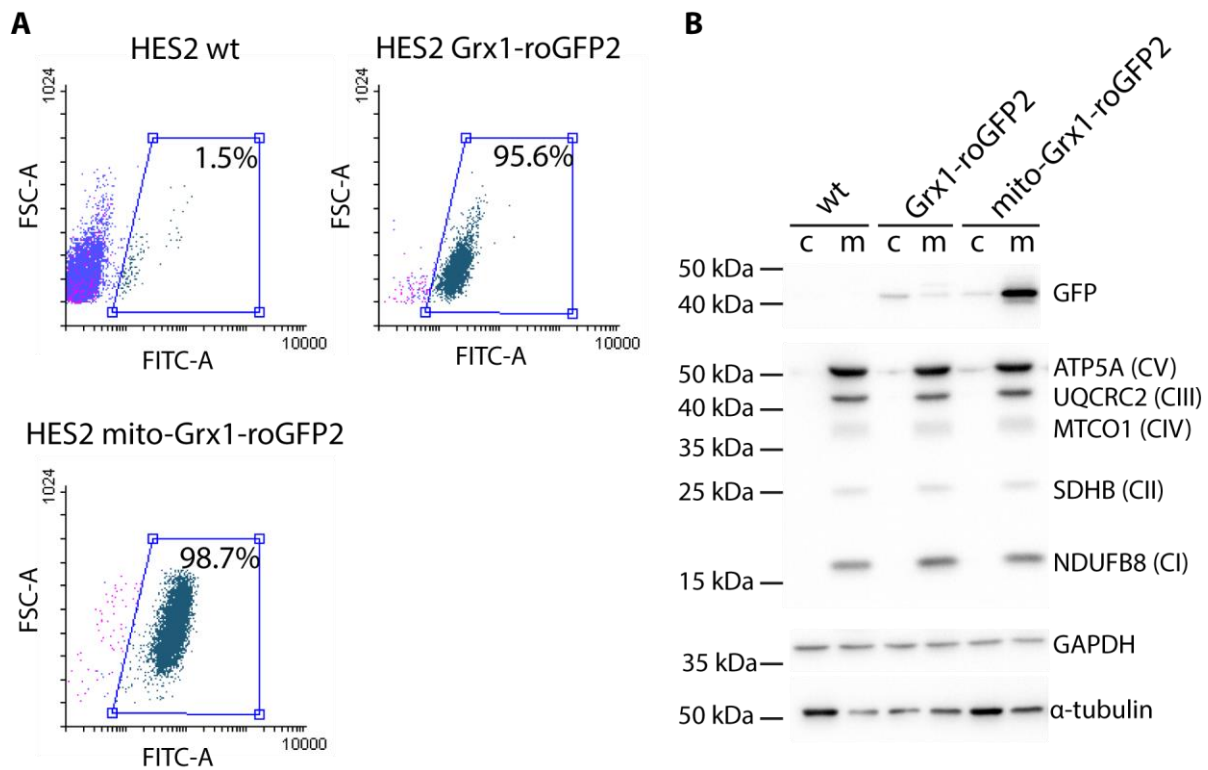 A
HES2 wt
1024
FSC-A
1.5%
10000
FITC-A
HES2 Grx1-roGFP2
1024
FSC-A
95.6%
10000
FITC-A
HES2 mito-Grx1-roGFP2
1024
FSC-A
98.7%
10000
FITC-A
B
wt
Grx1-roGFP2
mito-Grx1-roGFP2
c m c m c m
50 kDa
40 kDa
GFP
50 kDa
40 kDa
35 kDa
25 kDa
15 kDa
ATP5A (CV)
UQCRC2 (CIII)
MTCO1 (CIV)
SDHB (CII)
NDUFB8 (CI)
35 kDa
GAPDH
50 kDa
α-tubulin